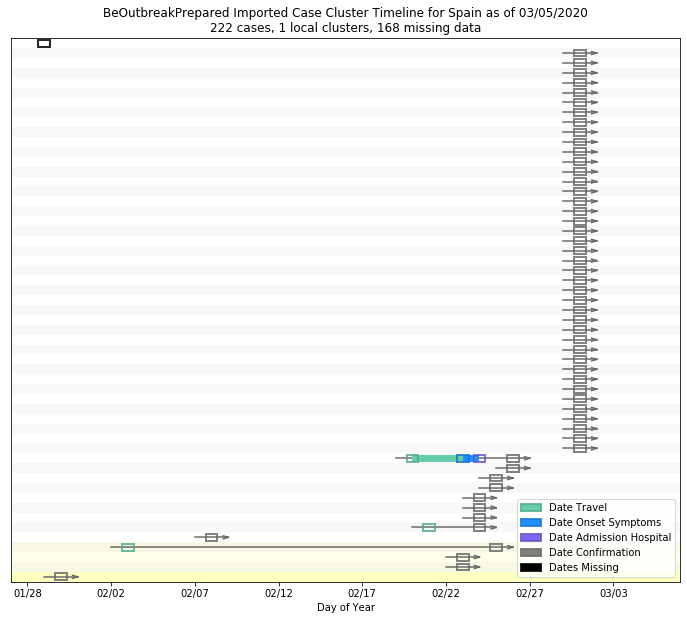 BeOutbreakPrepared Imported Case Cluster Timeline for Spain as of 03/05/2020
222 cases, 1 local clusters, 168 missing data
Date Travel
Date Onset Symptoms
Date Admission Hospital
Date Confirmation
Dates Missing
01/28 02/02 02/07 02/12 02/17 02/22 02/27 03/03
Day of Year